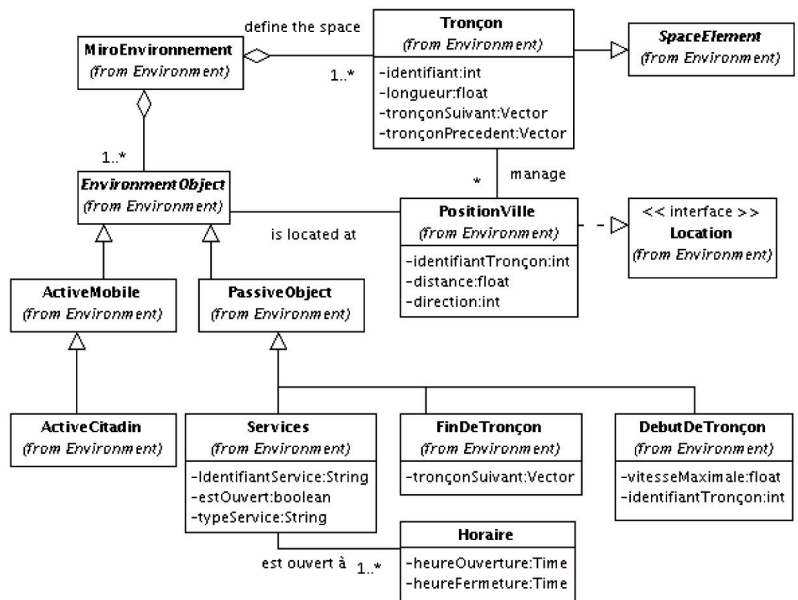 MiroEnvironnement
(from Environment)
define the space
1..*
Tronçon
(from Environment)
-identifiant:int
-longueur:float
-tronçonSuivant:Vector
-tronçonPrecedent:Vector
SpaceElement
(from Environment)
1..*
EnvironmentObject
(from Environment)
is located at
*
manage
PositionVille
(from Environment)
-identifiantTronçon:int
-distance:float
-direction:int
<< interface >>
Location
(from Environment)
ActiveMobile
(from Environment)
PassiveObject
(from Environment)
ActiveCitadin
(from Environment)
Services
(from Environment)
-IdentifiantService:String
-estOuvert:boolean
-typeService:String
FinDeTronçon
(from Environment)
-tronçonSuivant:Vector
DebutDeTronçon
(from Environment)
-vitesseMaximale:float
-identifiantTronçon:int
est ouvert à
1..*
Horaire
-heureOuverture:Time
-heureFermeture:Time